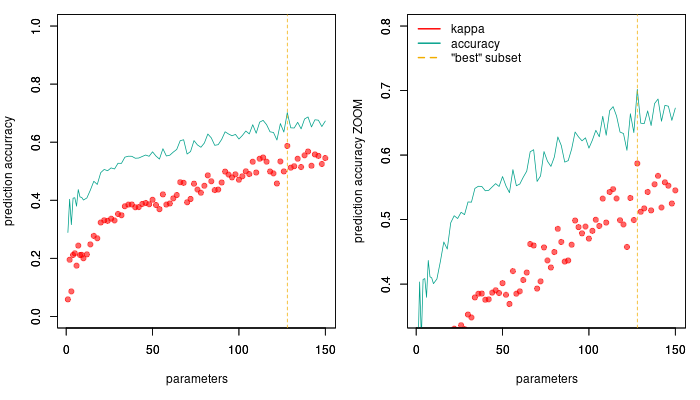 prediction accurracy
1.0
0.8
0.6
0.4
0.2
0.0
0
50
100
150
parameters
prediction accuracy ZOOM
0.8
0.7
0.6
0.5
0.4
kappa
accuracy
"best" subset
0
50
100
150
parameters